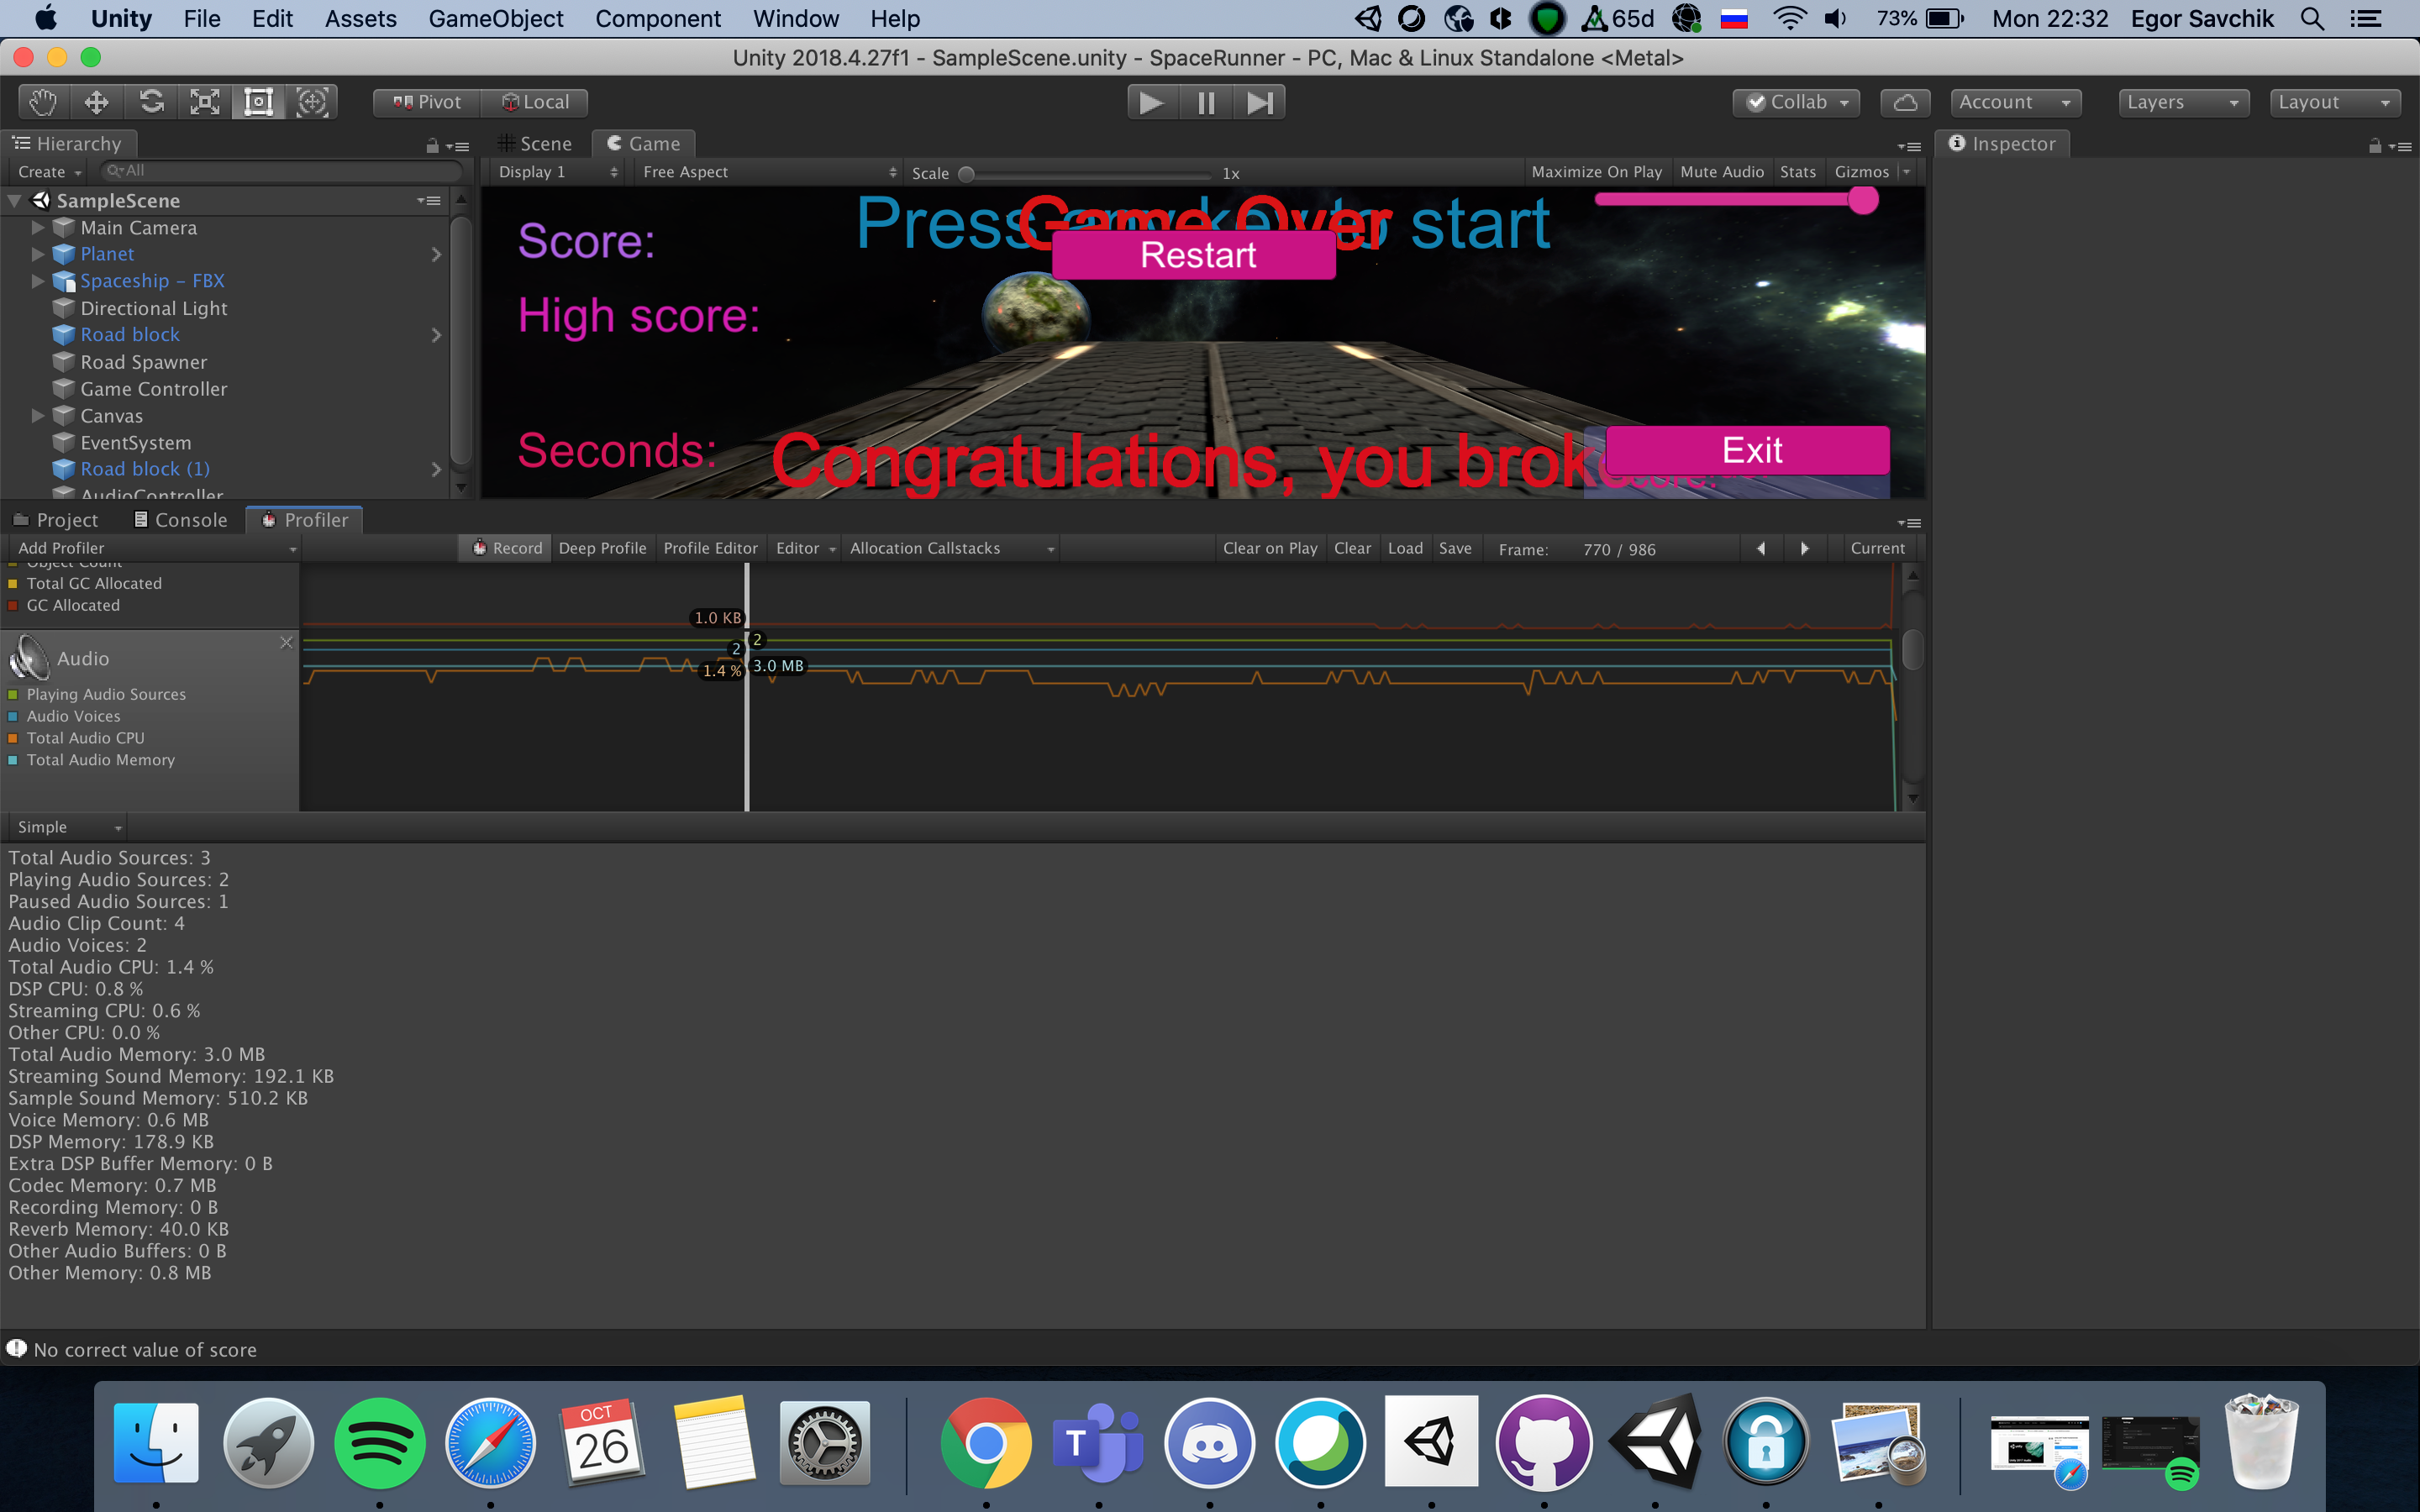 Unity File Edit Assets GameObject Component Window Help 65d 73% Mon 22:32 Egor Savchik
Unity 2018.4.27f1 - SampleScene.unity - SpaceRunner - PC, Mac & Linux Standalone <Metal>
Pivot Local Collab Account Layers Layout
Hierarchy Scene Game Inspector
Create All Display 1 Free Aspect Scale 1x Maximize On Play Mute Audio Stats Gizmos
SampleScene
Main Camera
Planet
Spaceship – FBX
Directional Light
Road block
Road Spawner
Game Controller
Canvas
EventSystem
Road block (1)
AudioController
Press any key to start
Game Over
Score:
Restart
High score:
Seconds:
Congratulations, you broke
Exit
score:
Project Console Profiler
Add Profiler Record Deep Profile Profile Editor Editor Allocation Callstacks Clear on Play Clear Load Save Frame: 770 / 986 Current
Object Count
Total GC Allocated
GC Allocated
1.0 KB
2
2
1.4 % 3.0 MB
Audio
Playing Audio Sources
Audio Voices
Total Audio CPU
Total Audio Memory
Simple
Total Audio Sources: 3
Playing Audio Sources: 2
Paused Audio Sources: 1
Audio Clip Count: 4
Audio Voices: 2
Total Audio CPU: 1.4 %
DSP CPU: 0.8 %
Streaming CPU: 0.6 %
Other CPU: 0.0 %
Total Audio Memory: 3.0 MB
Streaming Sound Memory: 192.1 KB
Sample Sound Memory: 510.2 KB
Voice Memory: 0.6 MB
DSP Memory: 178.9 KB
Extra DSP Buffer Memory: 0 B
Codec Memory: 0.7 MB
Recording Memory: 0 B
Reverb Memory: 40.0 KB
Other Audio Buffers: 0 B
Other Memory: 0.8 MB
No correct value of score
OCT
26
T